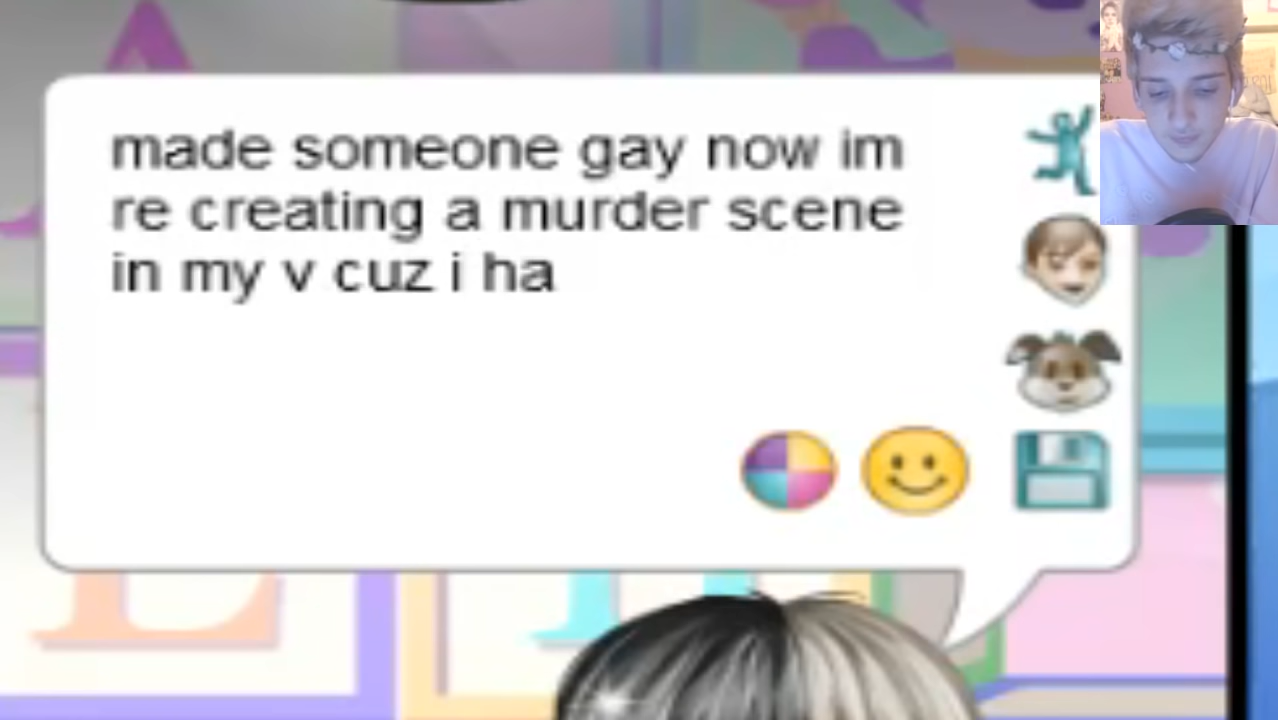 made someone gay now im
re creating a murder scene
in my v cuz i ha